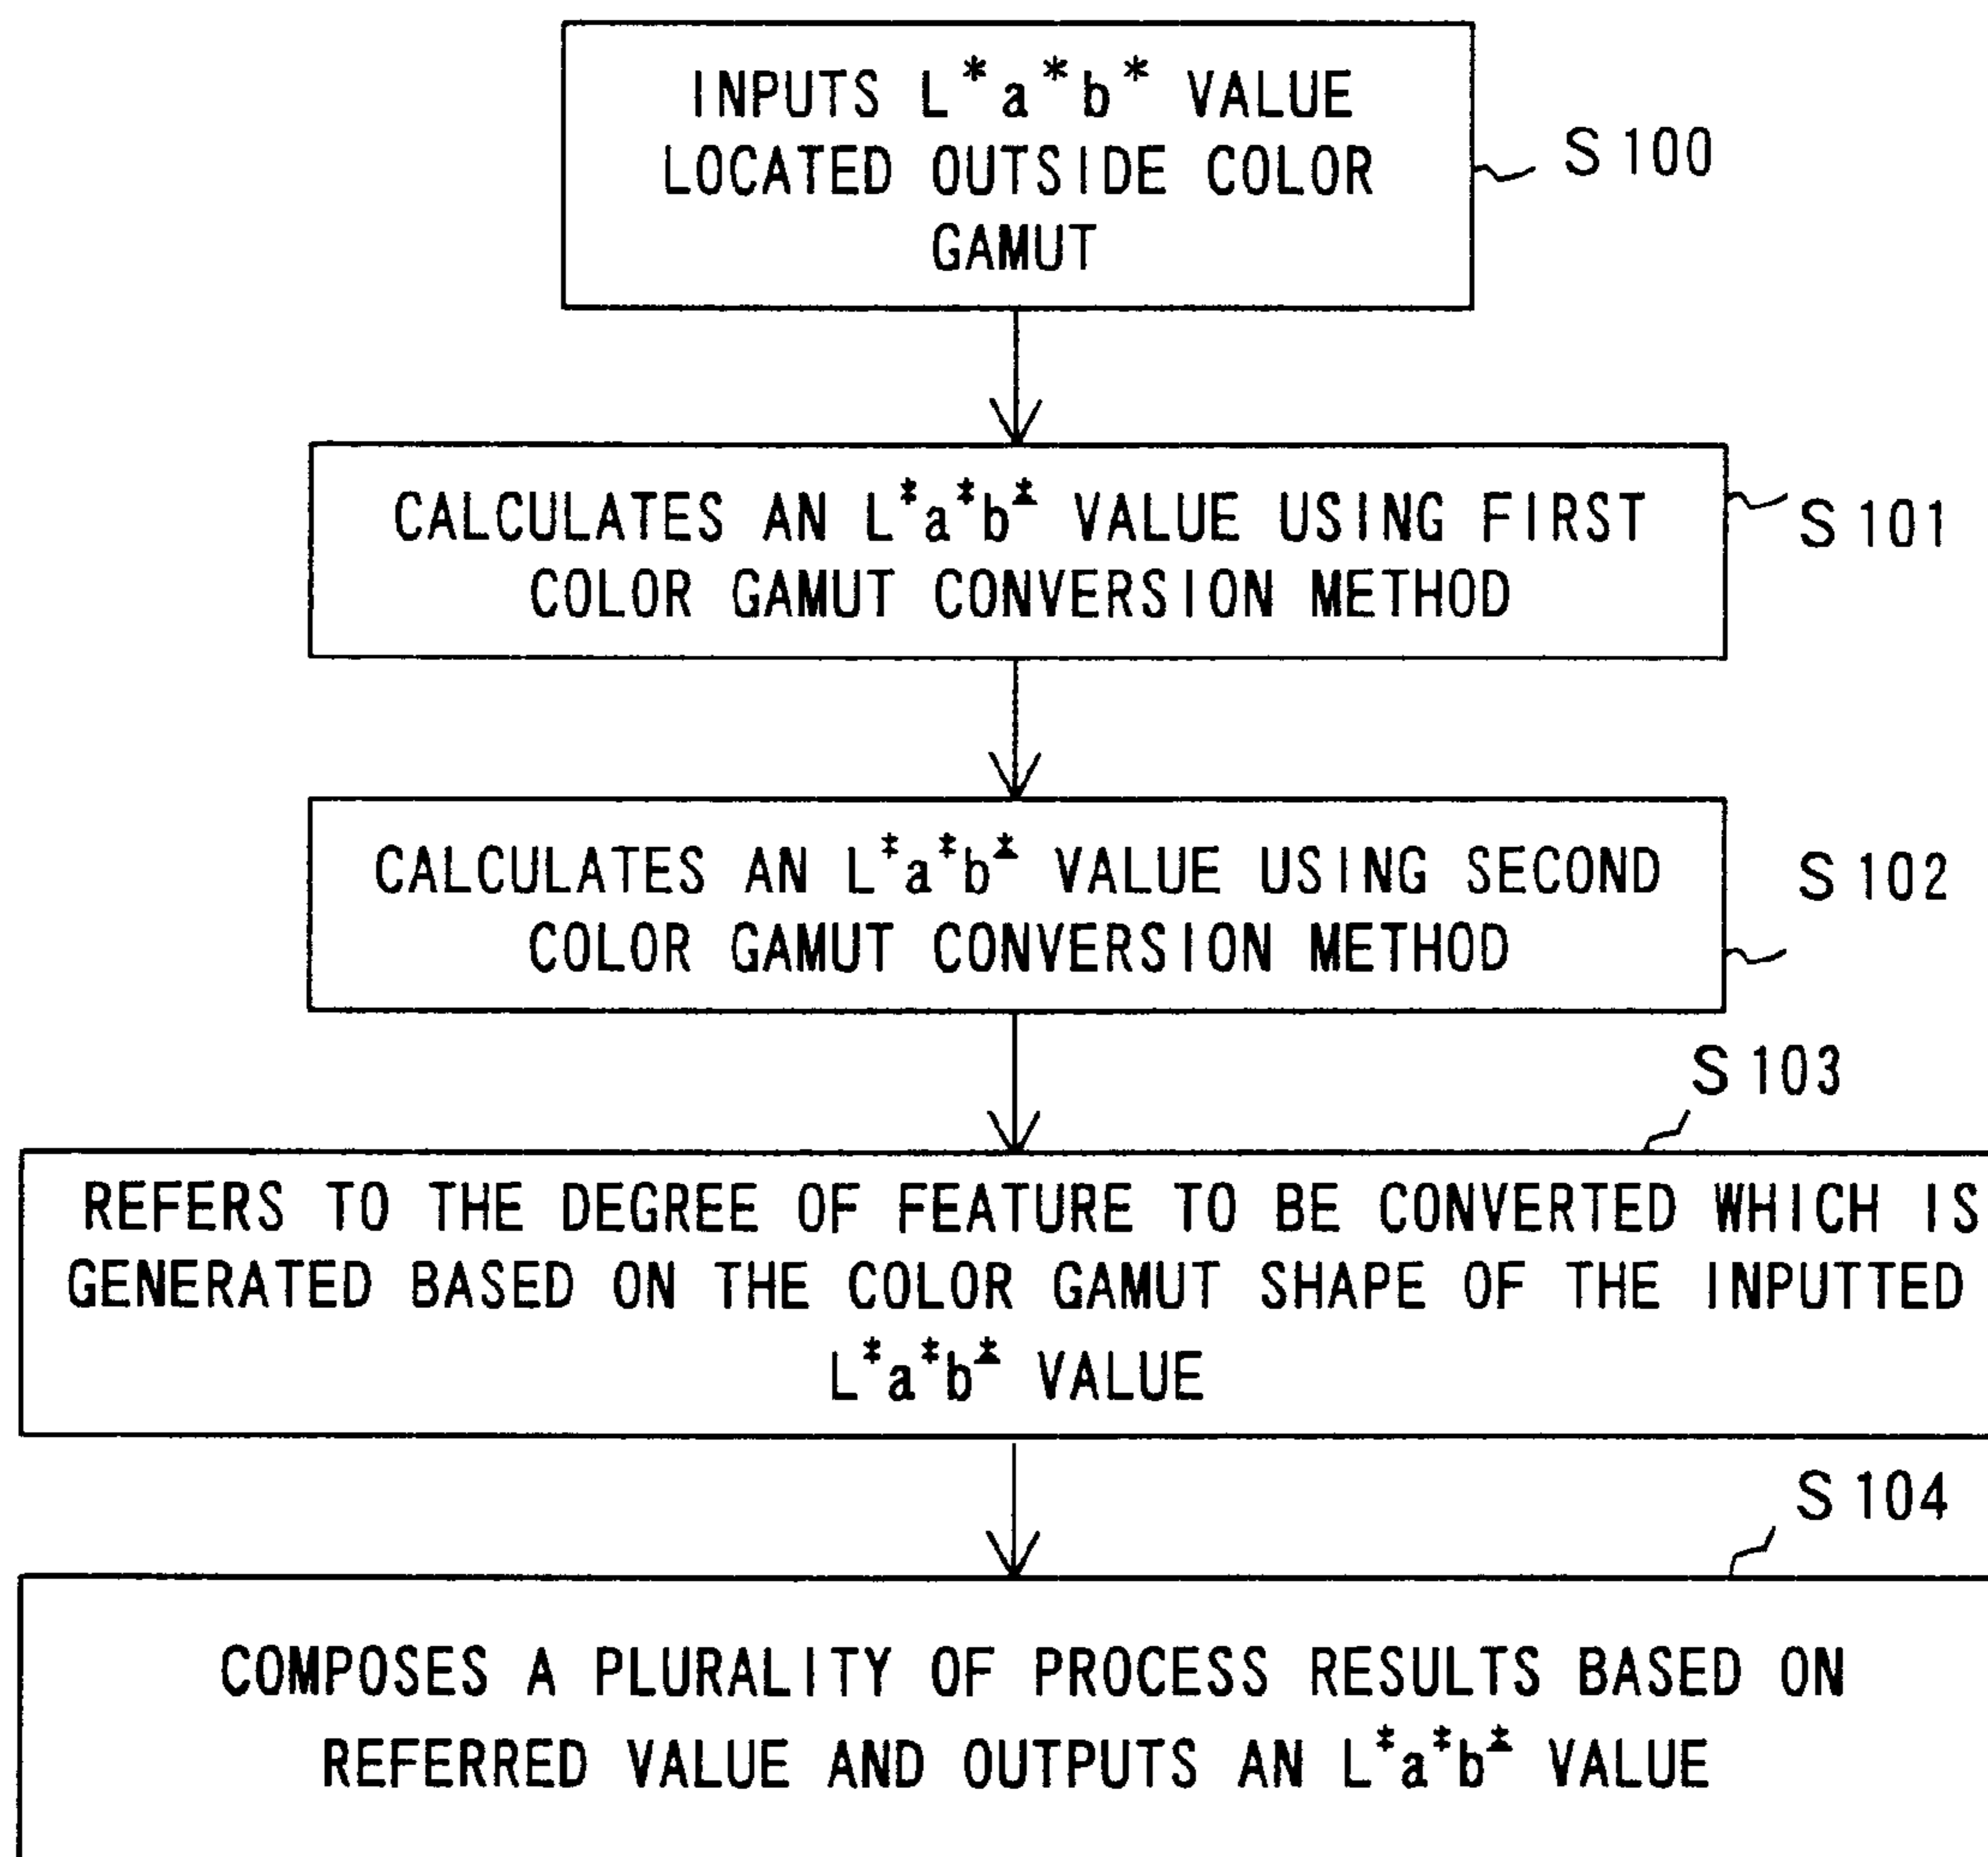 INPUTS L*a*b* VALUE
LOCATED OUTSIDE COLOR
GAMUT
S100
CALCULATES AN L*a*b* VALUE USING FIRST
COLOR GAMUT CONVERSION METHOD
S101
CALCULATES AN L*a*b* VALUE USING SECOND
COLOR GAMUT CONVERSION METHOD
S102
S103
REFERS TO THE DEGREE OF FEATURE TO BE CONVERTED WHICH IS
GENERATED BASED ON THE COLOR GAMUT SHAPE OF THE INPUTTED
L*a*b* VALUE
S104
COMPOSES A PLURALITY OF PROCESS RESULTS BASED ON
REFERRED VALUE AND OUTPUTS AN L*a*b* VALUE